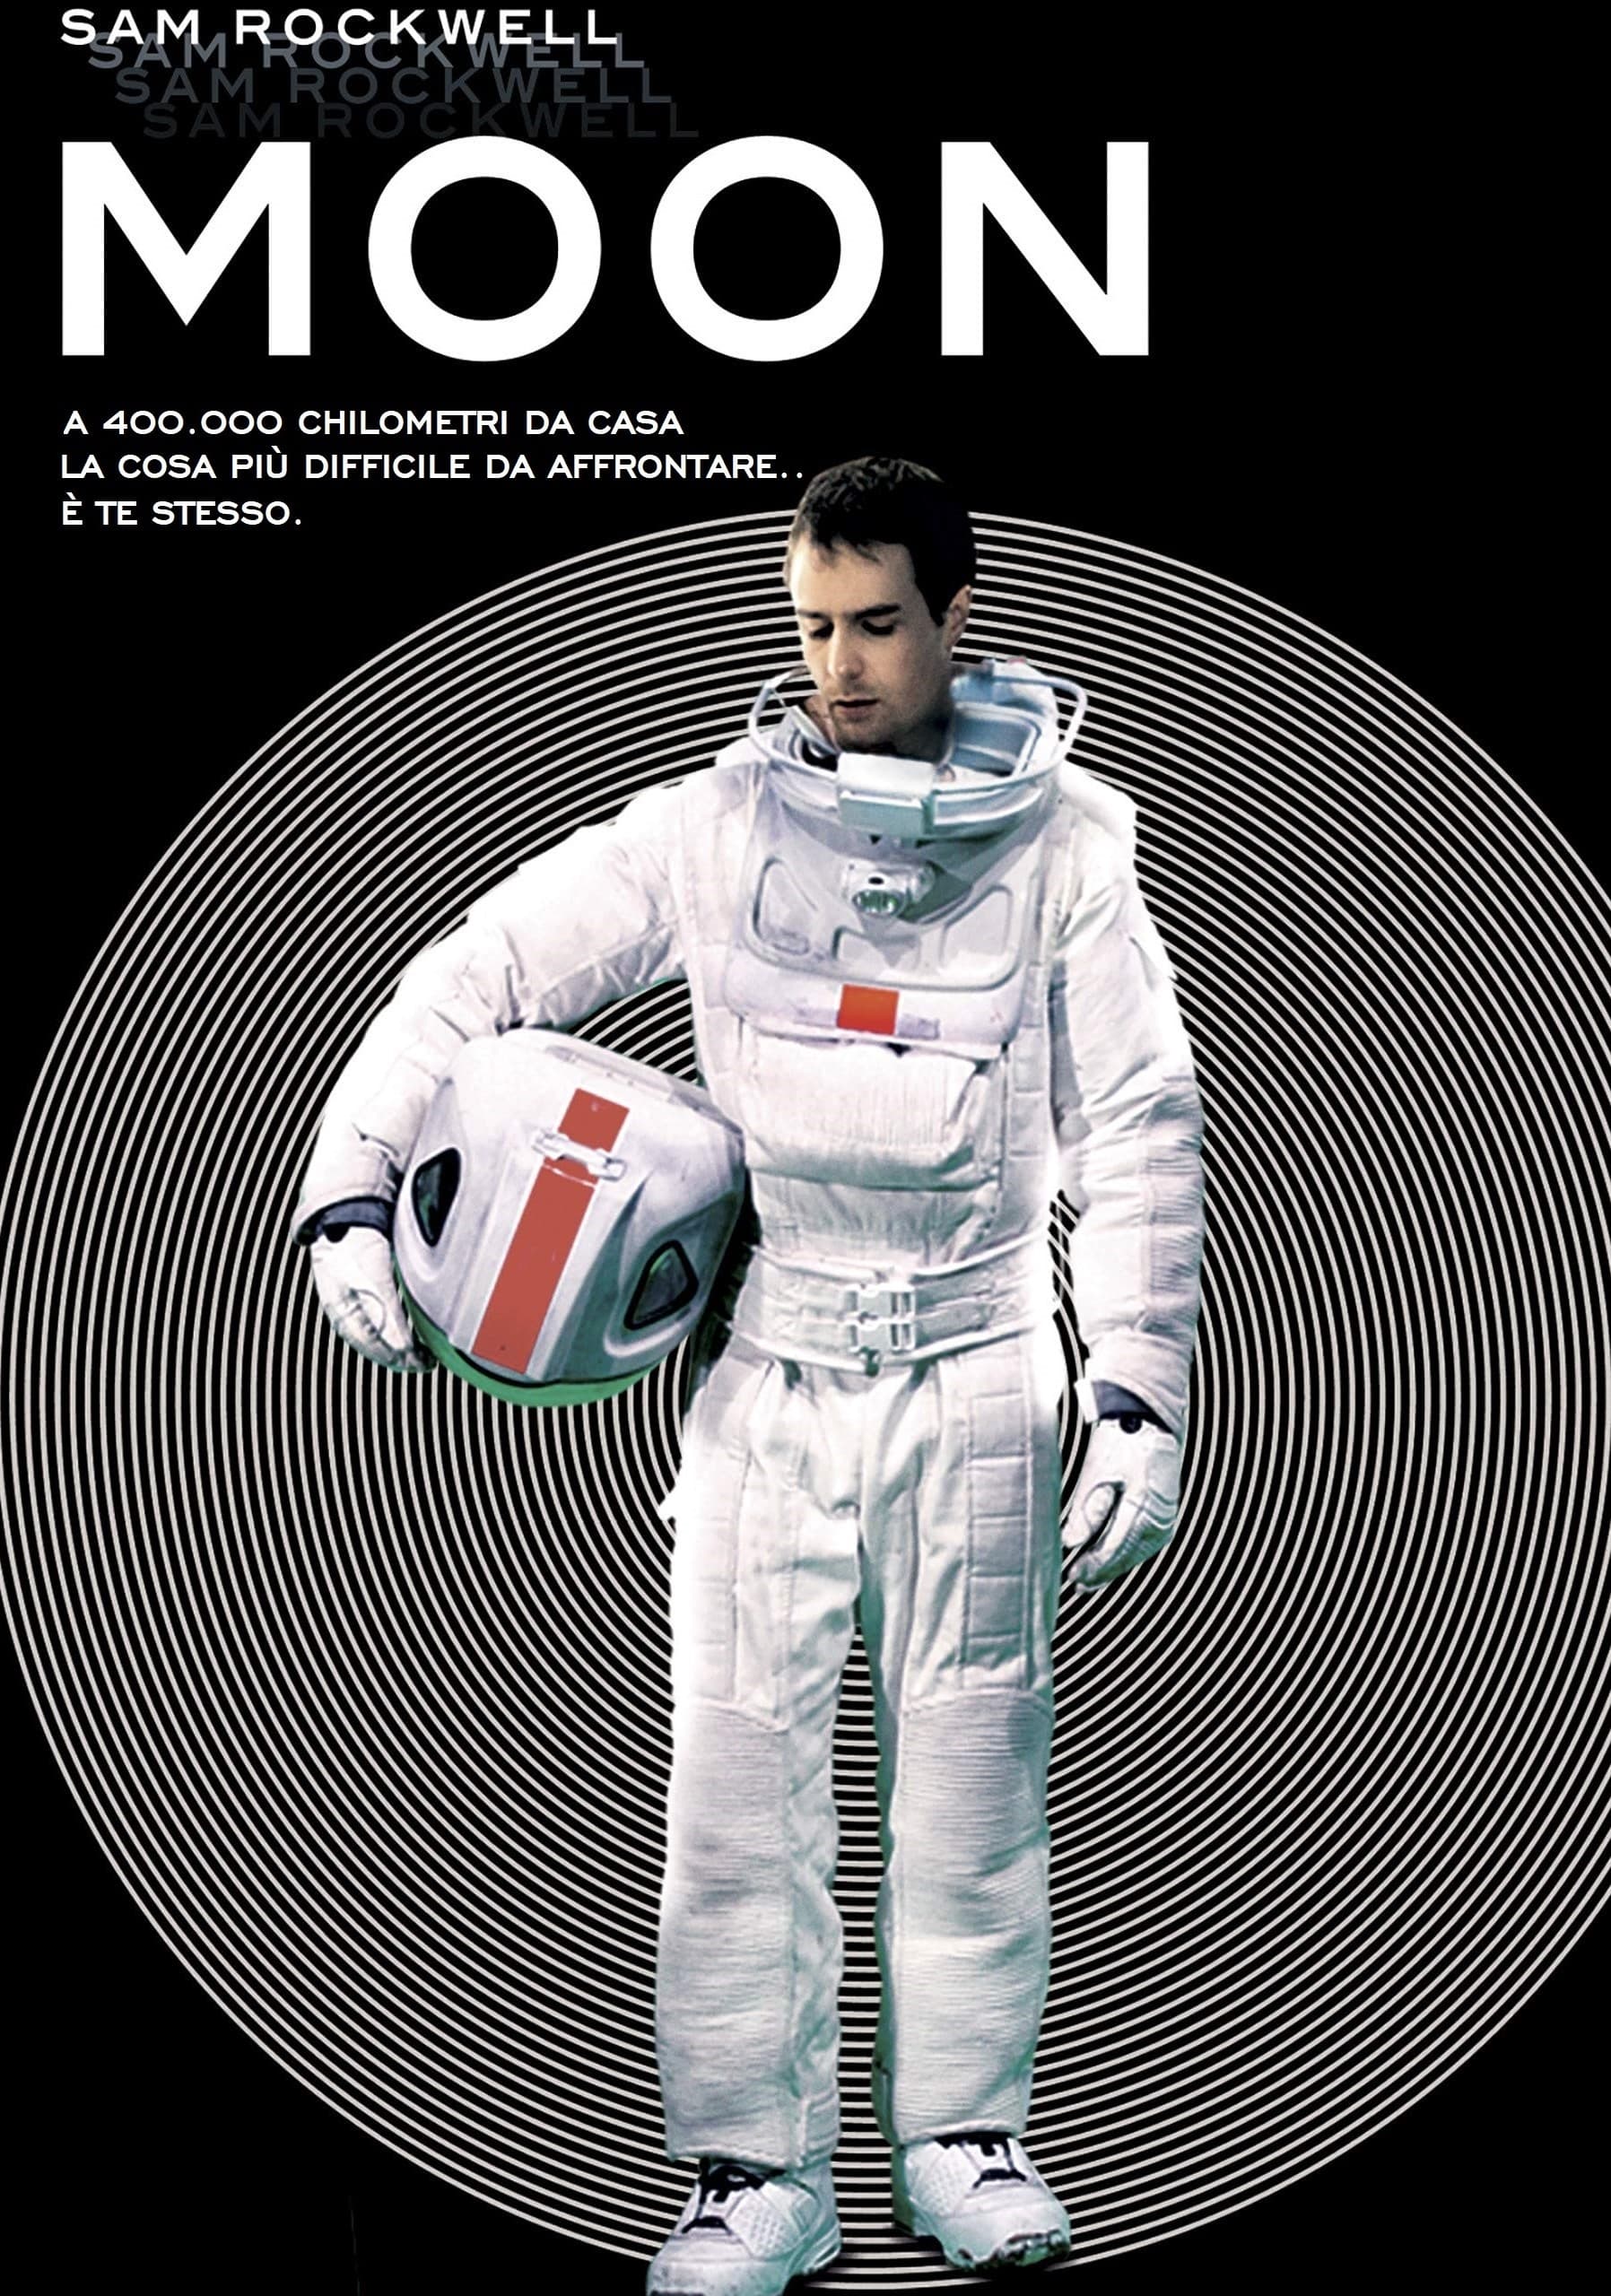 SAM ROCKWELL
SAM ROCKWELL
SAM ROCKWELL
SAM ROCKWELL
MOON
A 400.000 CHILOMETRI DA CASA
LA COSA PIÙ DIFFICILE DA AFFRONTARE..
È TE STESSO.